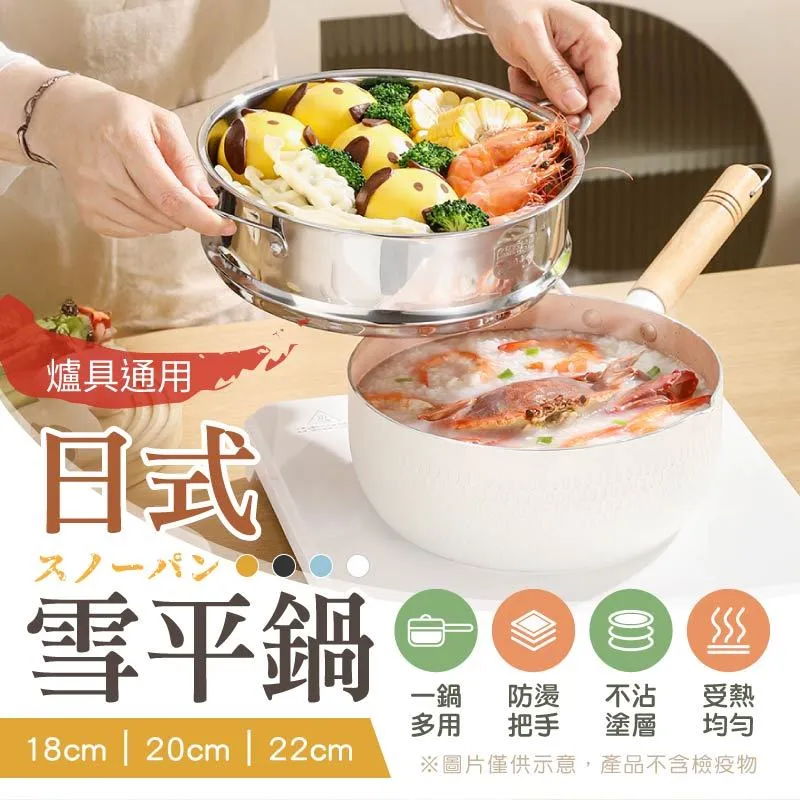 爐具通用
日式
スノーパン
雪平鍋
18cm | 20cm | 22cm
一鍋
多用
防燙
把手
不沾
塗層
受熱
均勻
※圖片僅供示意，產品不含檢疫物